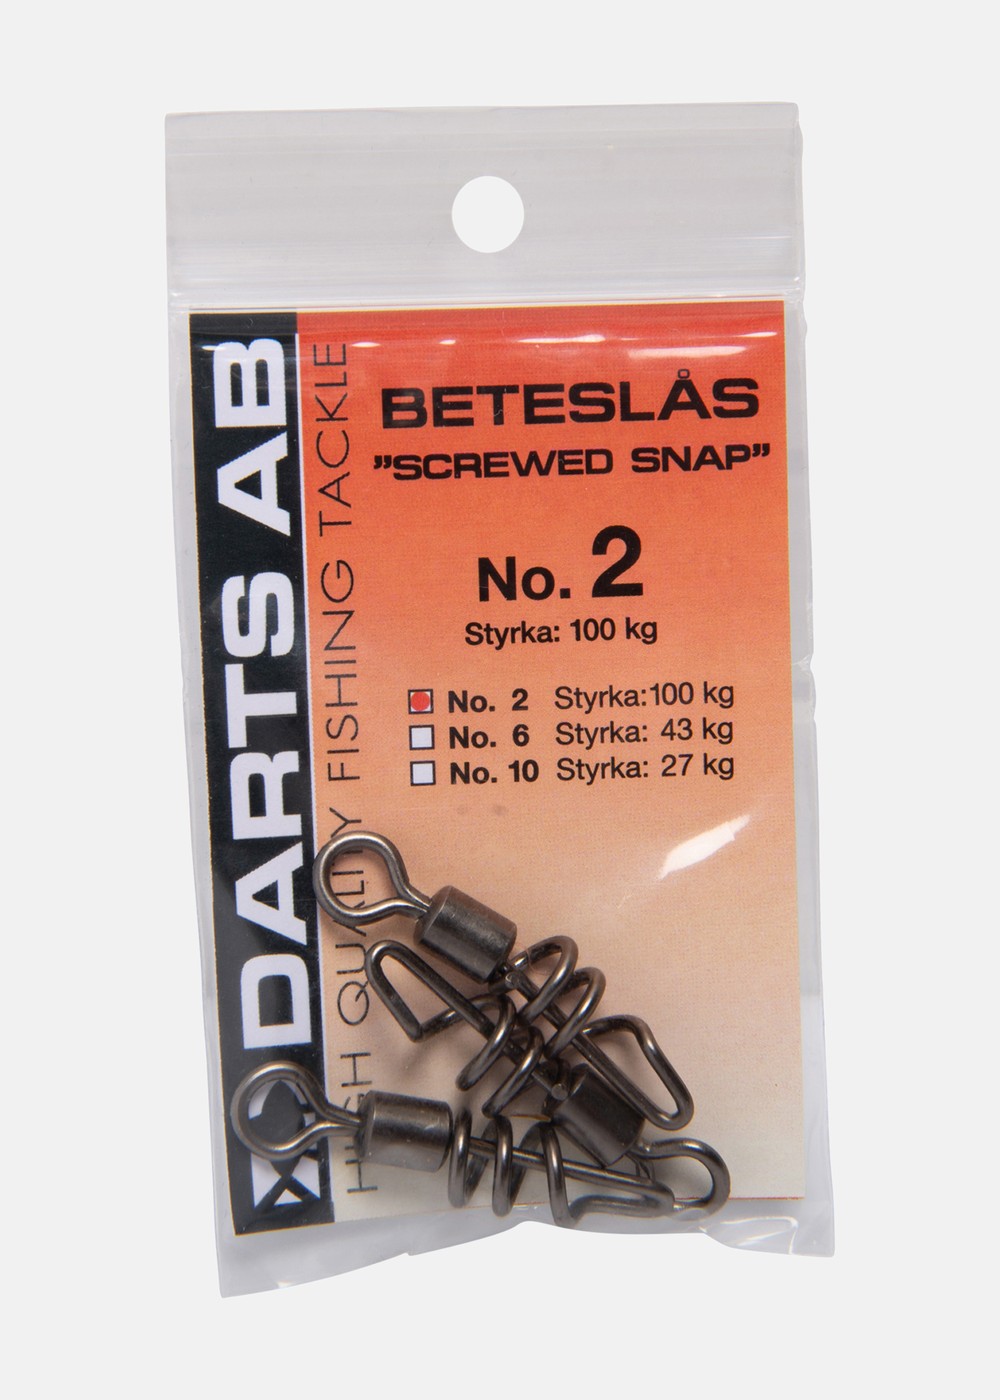 DARTS AB
HIGH QUALITY FISHING TACKLE
BETESLÅS
”SCREWED SNAP”
No. 2
Styrka: 100 kg
No. 2 Styrka:100 kg
No. 6 Styrka: 43 kg
No. 10 Styrka: 27 kg